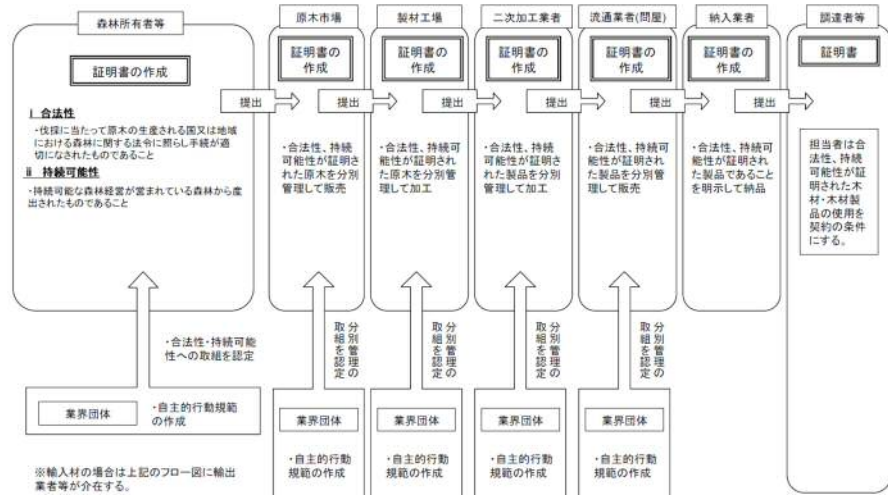 森林所有者等
証明書の作成
i 合法性
・伐採に当たって原木の生産される国又は地域
における森林に関する法令に照らし手続が適
切になされたものであること
ii 持続可能性
・持続可能な森林経営が営まれている森林から産
出されたものであること
提出
原木市場
証明書の
作成
・合法性、持続
可能性が証明さ
れた原木を分別
管理して販売
提出
製材工場
証明書の
作成
・合法性、持続可
能性が証明され
た原木を分別管
理して加工
提出
二次加工業者
証明書の
作成
・合法性、持続可
能性が証明され
た製品を分別管
理して加工
提出
流通業者(問屋)
証明書の
作成
・合法性、持続可
能性が証明され
た製品を分別管
理して販売
提出
納入業者
証明書の
作成
・合法性、持続可
能性が証明され
た製品であることを
明示して納品
提出
調達者等
証明書
担当者は
合法性、持続
可能性が証
明された木
材・木材製
品の使用を
契約の条件
にする。
・合法性・持続可能
性への取組を認定
業界団体
・自主的行動規範
の作成
分別管理の
取組を認定
業界団体
・自主的行動
規範の作成
分別管理の
取組を認定
業界団体
・自主的行動
規範の作成
分別管理の
取組を認定
業界団体
・自主的行動
規範の作成
分別管理の
取組を認定
業界団体
・自主的行動
規範の作成
※輸入材の場合は上記のフロー図に輸出
業者等が介在する。